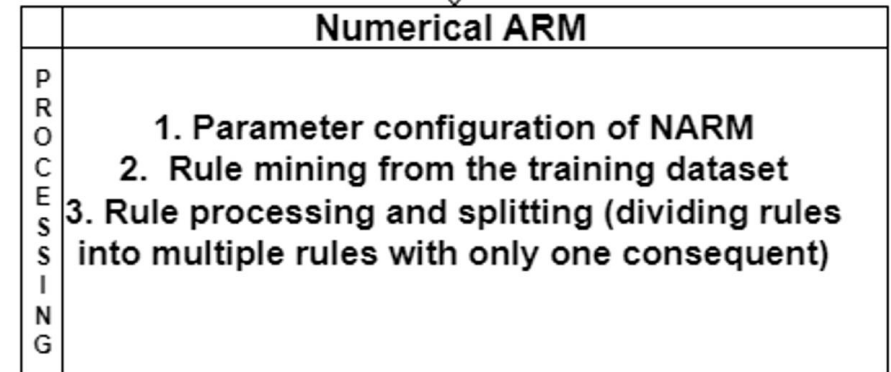 Numerical ARM
PROCESSING
1. Parameter configuration of NARM
2. Rule mining from the training dataset
3. Rule processing and splitting (dividing rules
into multiple rules with only one consequent)